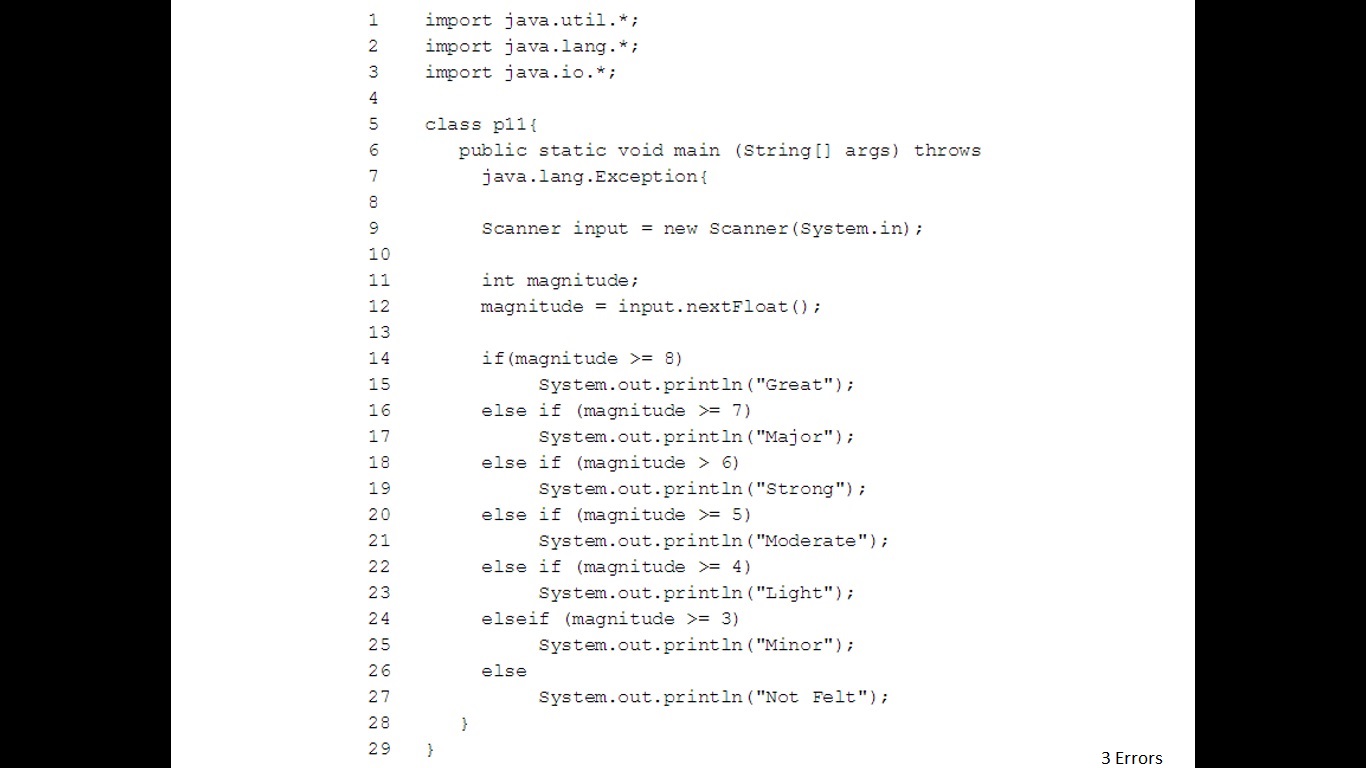 1 import java.util.*;
2 import java.lang.*;
3 import java.io.*;
4
5 class p11{
6 public static void main (String[] args) throws
7 java.lang.Exception{
8
9 Scanner input = new Scanner(System.in);
10
11 int magnitude;
12 magnitude = input.nextFloat();
13
14 if(magnitude >= 8)
15 System.out.println("Great");
16 else if (magnitude >= 7)
17 System.out.println("Major");
18 else if (magnitude > 6)
19 System.out.println("Strong");
20 else if (magnitude >= 5)
21 System.out.println("Moderate");
22 else if (magnitude >= 4)
23 System.out.println("Light");
24 elseif (magnitude >= 3)
25 System.out.println("Minor");
26 else
27 System.out.println("Not Felt");
28 }
29 }
3 Errors